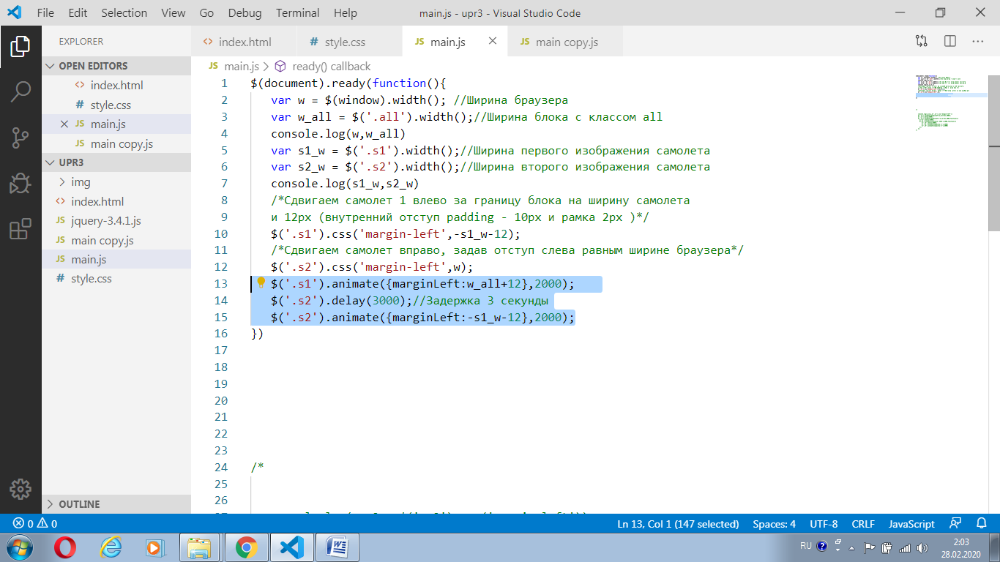 File Edit Selection View Go Debug Terminal Help
main.js - upr3 - Visual Studio Code
EXPLORER
OPEN EDITORS
<> index.html
# style.css
JS main.js
JS main copy.js
UPR3
img
<> index.html
JS jquery-3.4.1.js
JS main copy.js
JS main.js
# style.css
OUTLINE
<> index.html
# style.css
JS main.js
JS main copy.js
JS main.js > ready() callback
1 $(document).ready(function(){
2 var w = $(window).width(); //Ширина браузера
3 var w_all = $('.all').width();//Ширина блока с классом all
4 console.log(w,w_all)
5 var s1_w = $('.s1').width();//Ширина первого изображения самолета
6 var s2_w = $('.s2').width();//Ширина второго изображения самолета
7 console.log(s1_w,s2_w)
8 /*Сдвигаем самолет 1 влево за границу блока на ширину самолета
9 и 12px (внутренний отступ padding - 10px и рамка 2px )*/
10 $('.s1').css('margin-left',-s1_w-12);
11 /*Сдвигаем самолет вправо, задав отступ слева равным ширине браузера*/
12 $('.s2').css('margin-left',w);
13 $('.s1').animate({marginLeft:w_all+12},2000);
14 $('.s2').delay(3000);//Задержка 3 секунды
15 $('.s2').animate({marginLeft:-s1_w-12},2000);
16 })
17
18
19
20
21
22
23
24 /*
25
26
0 0
Ln 13, Col 1 (147 selected) Spaces: 4 UTF-8 CRLF JavaScript
RU
2:03
28.02.2020